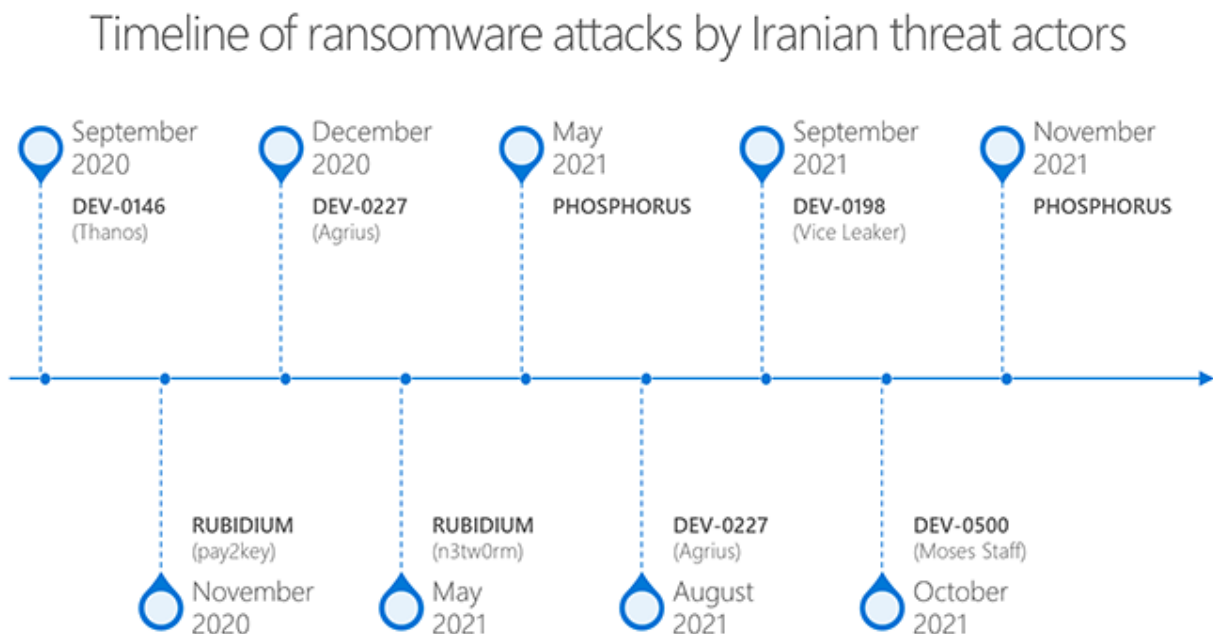 Timeline of ransomware attacks by Iranian threat actors
September
2020
DEV-0146
(Thanos)
December
2020
DEV-0227
(Agrius)
May
2021
PHOSPHORUS
September
2021
DEV-0198
(Vice Leaker)
November
2021
PHOSPHORUS
RUBIDIUM
(pay2key)
November
2020
RUBIDIUM
(n3tw0rm)
May
2021
DEV-0227
(Agrius)
August
2021
DEV-0500
(Moses Staff)
October
2021